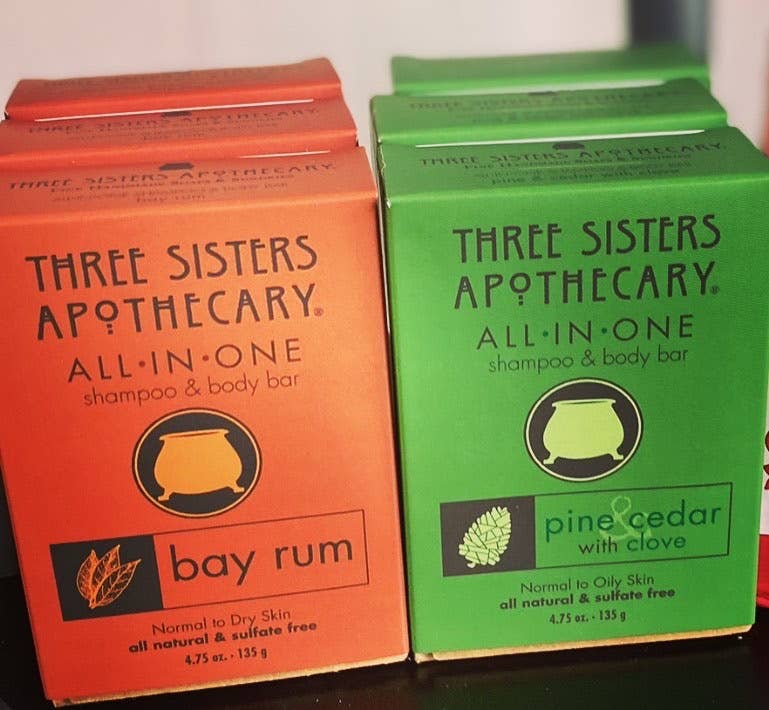 THREE SISTERS APOTHECARY
THREE SISTERS APOTHECARY
bay rum
THREE SISTERS
APOTHECARY®
ALL•IN•ONE
shampoo & body bar
bay rum
Normal to Dry Skin
all natural & sulfate free
4.75 oz. • 135 g
THREE SISTERS APOTHECARY
THREE SISTERS APOTHECARY
pine & cedar with clove
THREE SISTERS
APOTHECARY®
ALL•IN•ONE
shampoo & body bar
pine & cedar
with clove
Normal to Oily Skin
all natural & sulfate free
4.75 oz. • 135 g